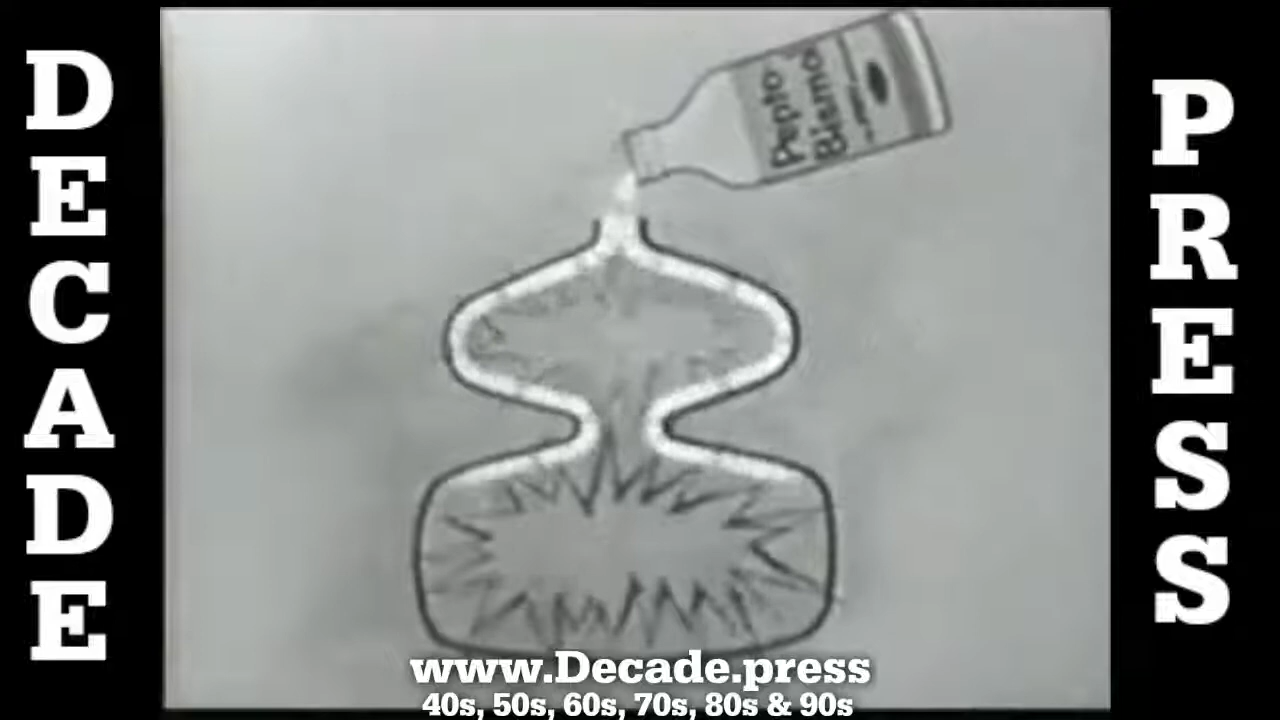 DECADE
PRESS
Pepto-
Bismol
www.Decade.press
40s, 50s, 60s, 70s, 80s & 90s